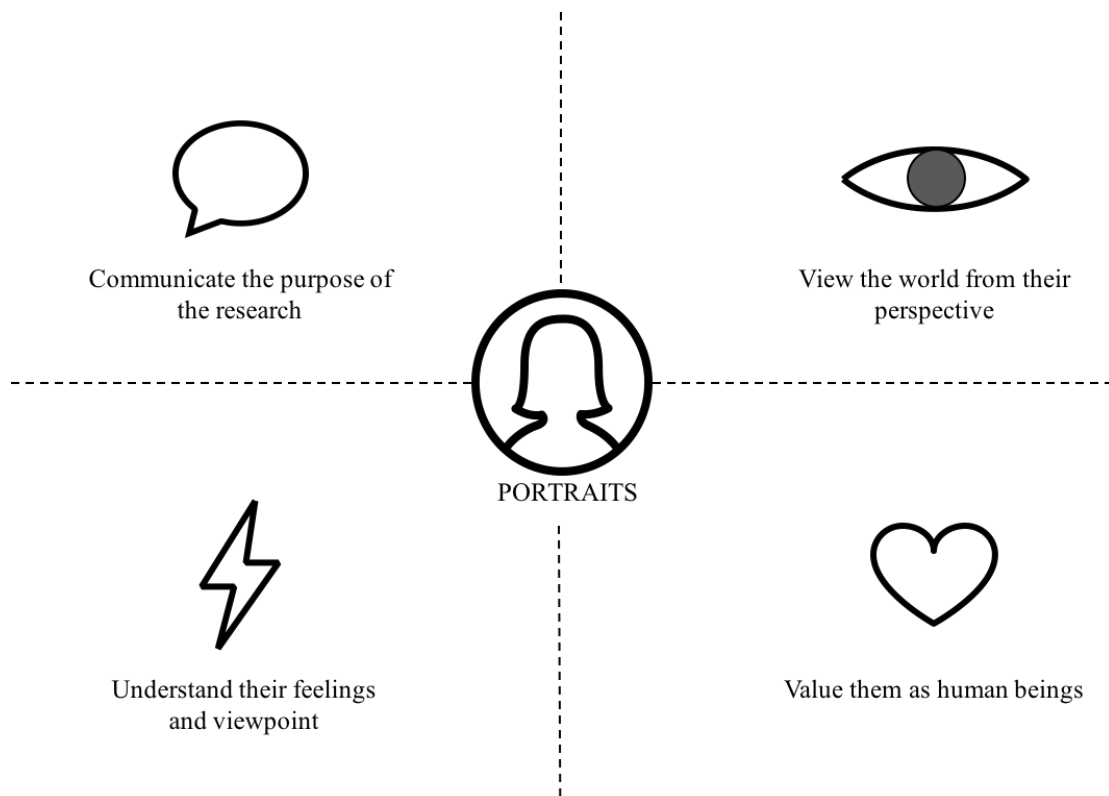 Communicate the purpose of
the research
View the world from their
perspective
PORTRAITS
Understand their feelings
and viewpoint
Value them as human beings